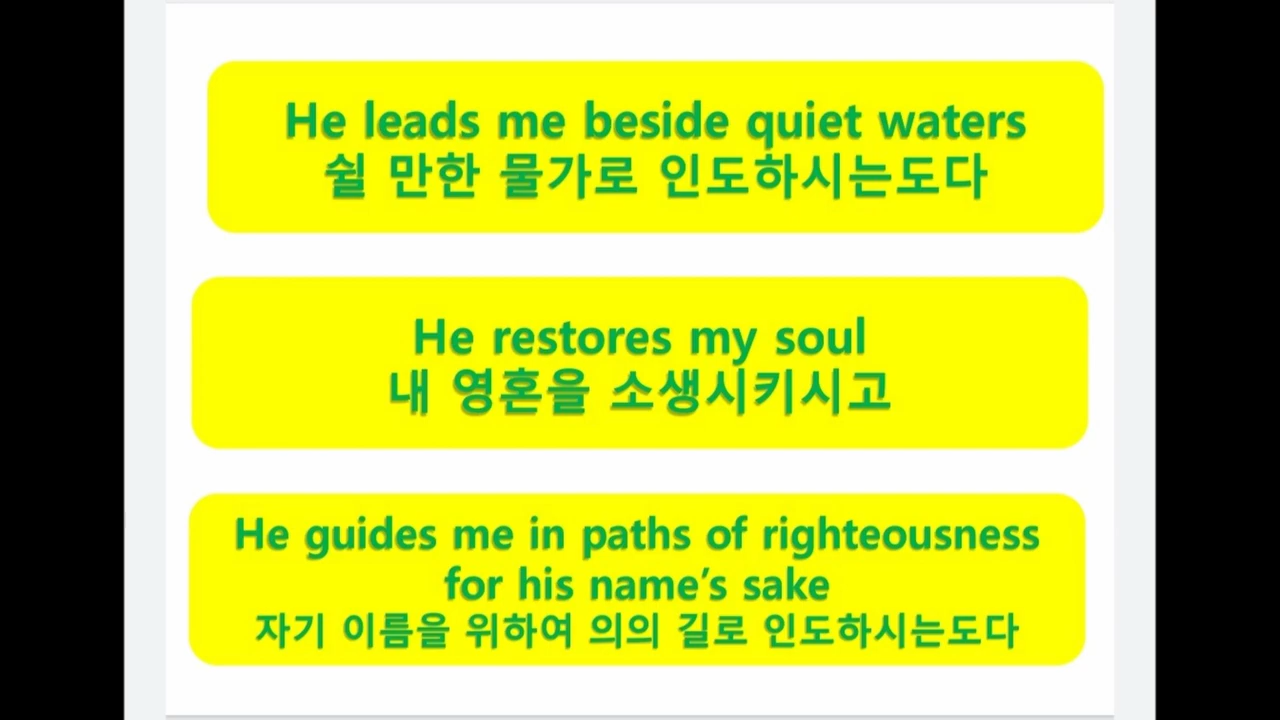 He leads me beside quiet waters
쉴 만한 물가로 인도하시는도다
He restores my soul
내 영혼을 소생시키시고
He guides me in paths of righteousness
for his name's sake
자기 이름을 위하여 의의 길로 인도하시는도다